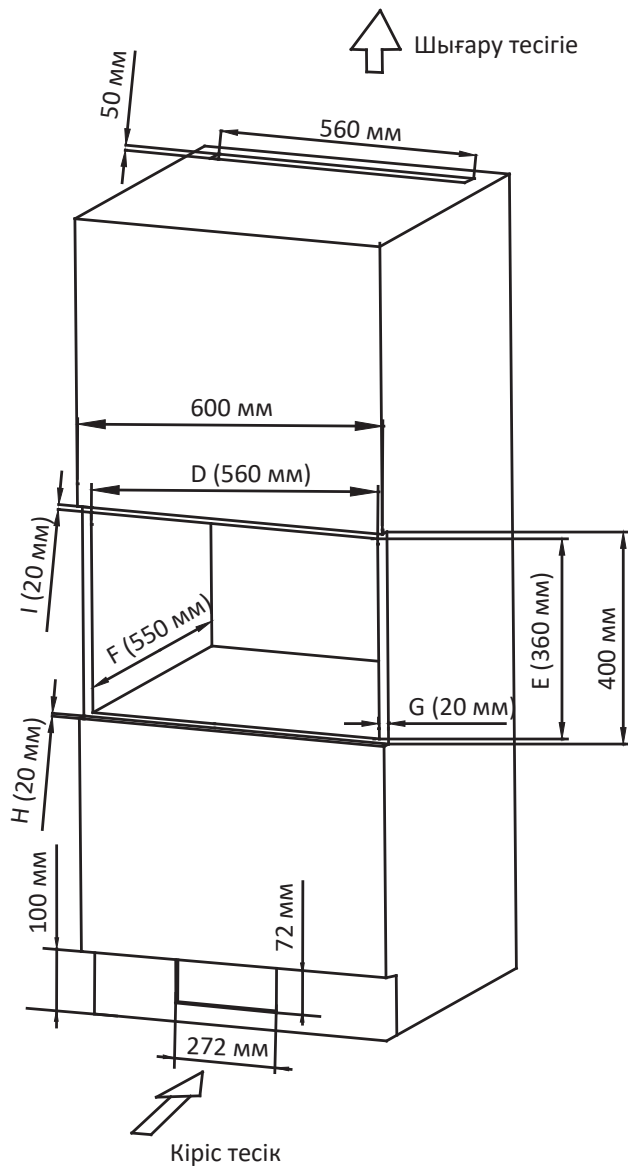 Шығару тесігіе
50 мм
560 мм
600 мм
D (560 мм)
I (20 мм)
F (550 мм)
E (360 мм)
400 мм
G (20 мм)
H (20 мм)
100 мм
72 мм
272 мм
Кіріс тесік